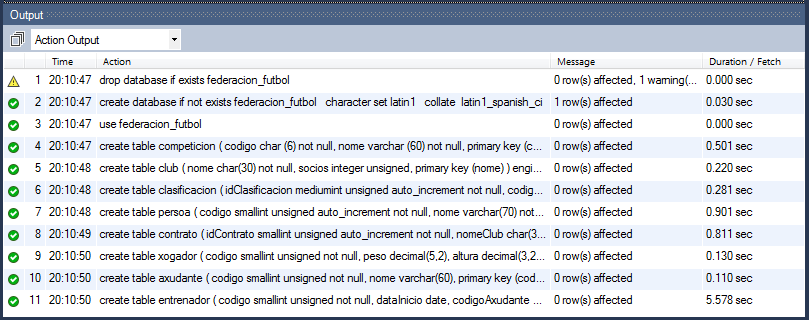 Output
Action Output
Time Action Message Duration / Fetch
1 20:10:47 drop database if exists federacion_futbol 0 row(s) affected, 1 warning(... 0.000 sec
2 20:10:47 create database if not exists federacion_futbol character set latin1 collate latin1_spanish_ci 1 row(s) affected 0.030 sec
3 20:10:47 use federacion_futbol 0 row(s) affected 0.000 sec
4 20:10:47 create table competicion ( codigo char (6) not null, nome varchar (60) not null, primary key (c... 0 row(s) affected 0.501 sec
5 20:10:48 create table club ( nome char(30) not null, socios integer unsigned, primary key (nome) ) engi... 0 row(s) affected 0.220 sec
6 20:10:48 create table clasificacion ( idClasificacion mediumint unsigned auto_increment not null, codig... 0 row(s) affected 0.281 sec
7 20:10:48 create table persoa ( codigo smallint unsigned auto_increment not null, nome varchar(70) not... 0 row(s) affected 0.901 sec
8 20:10:49 create table contrato ( idContrato smallint unsigned auto_increment not null, nomeClub char(3... 0 row(s) affected 0.811 sec
9 20:10:50 create table xogador ( codigo smallint unsigned not null, peso decimal(5,2), altura decimal(3,2... 0 row(s) affected 0.130 sec
10 20:10:50 create table axudante ( codigo smallint unsigned not null, nome varchar(60), primary key (cod... 0 row(s) affected 0.110 sec
11 20:10:50 create table entrenador ( codigo smallint unsigned not null, dataInicio date, codigoAxudante ... 0 row(s) affected 5.578 sec